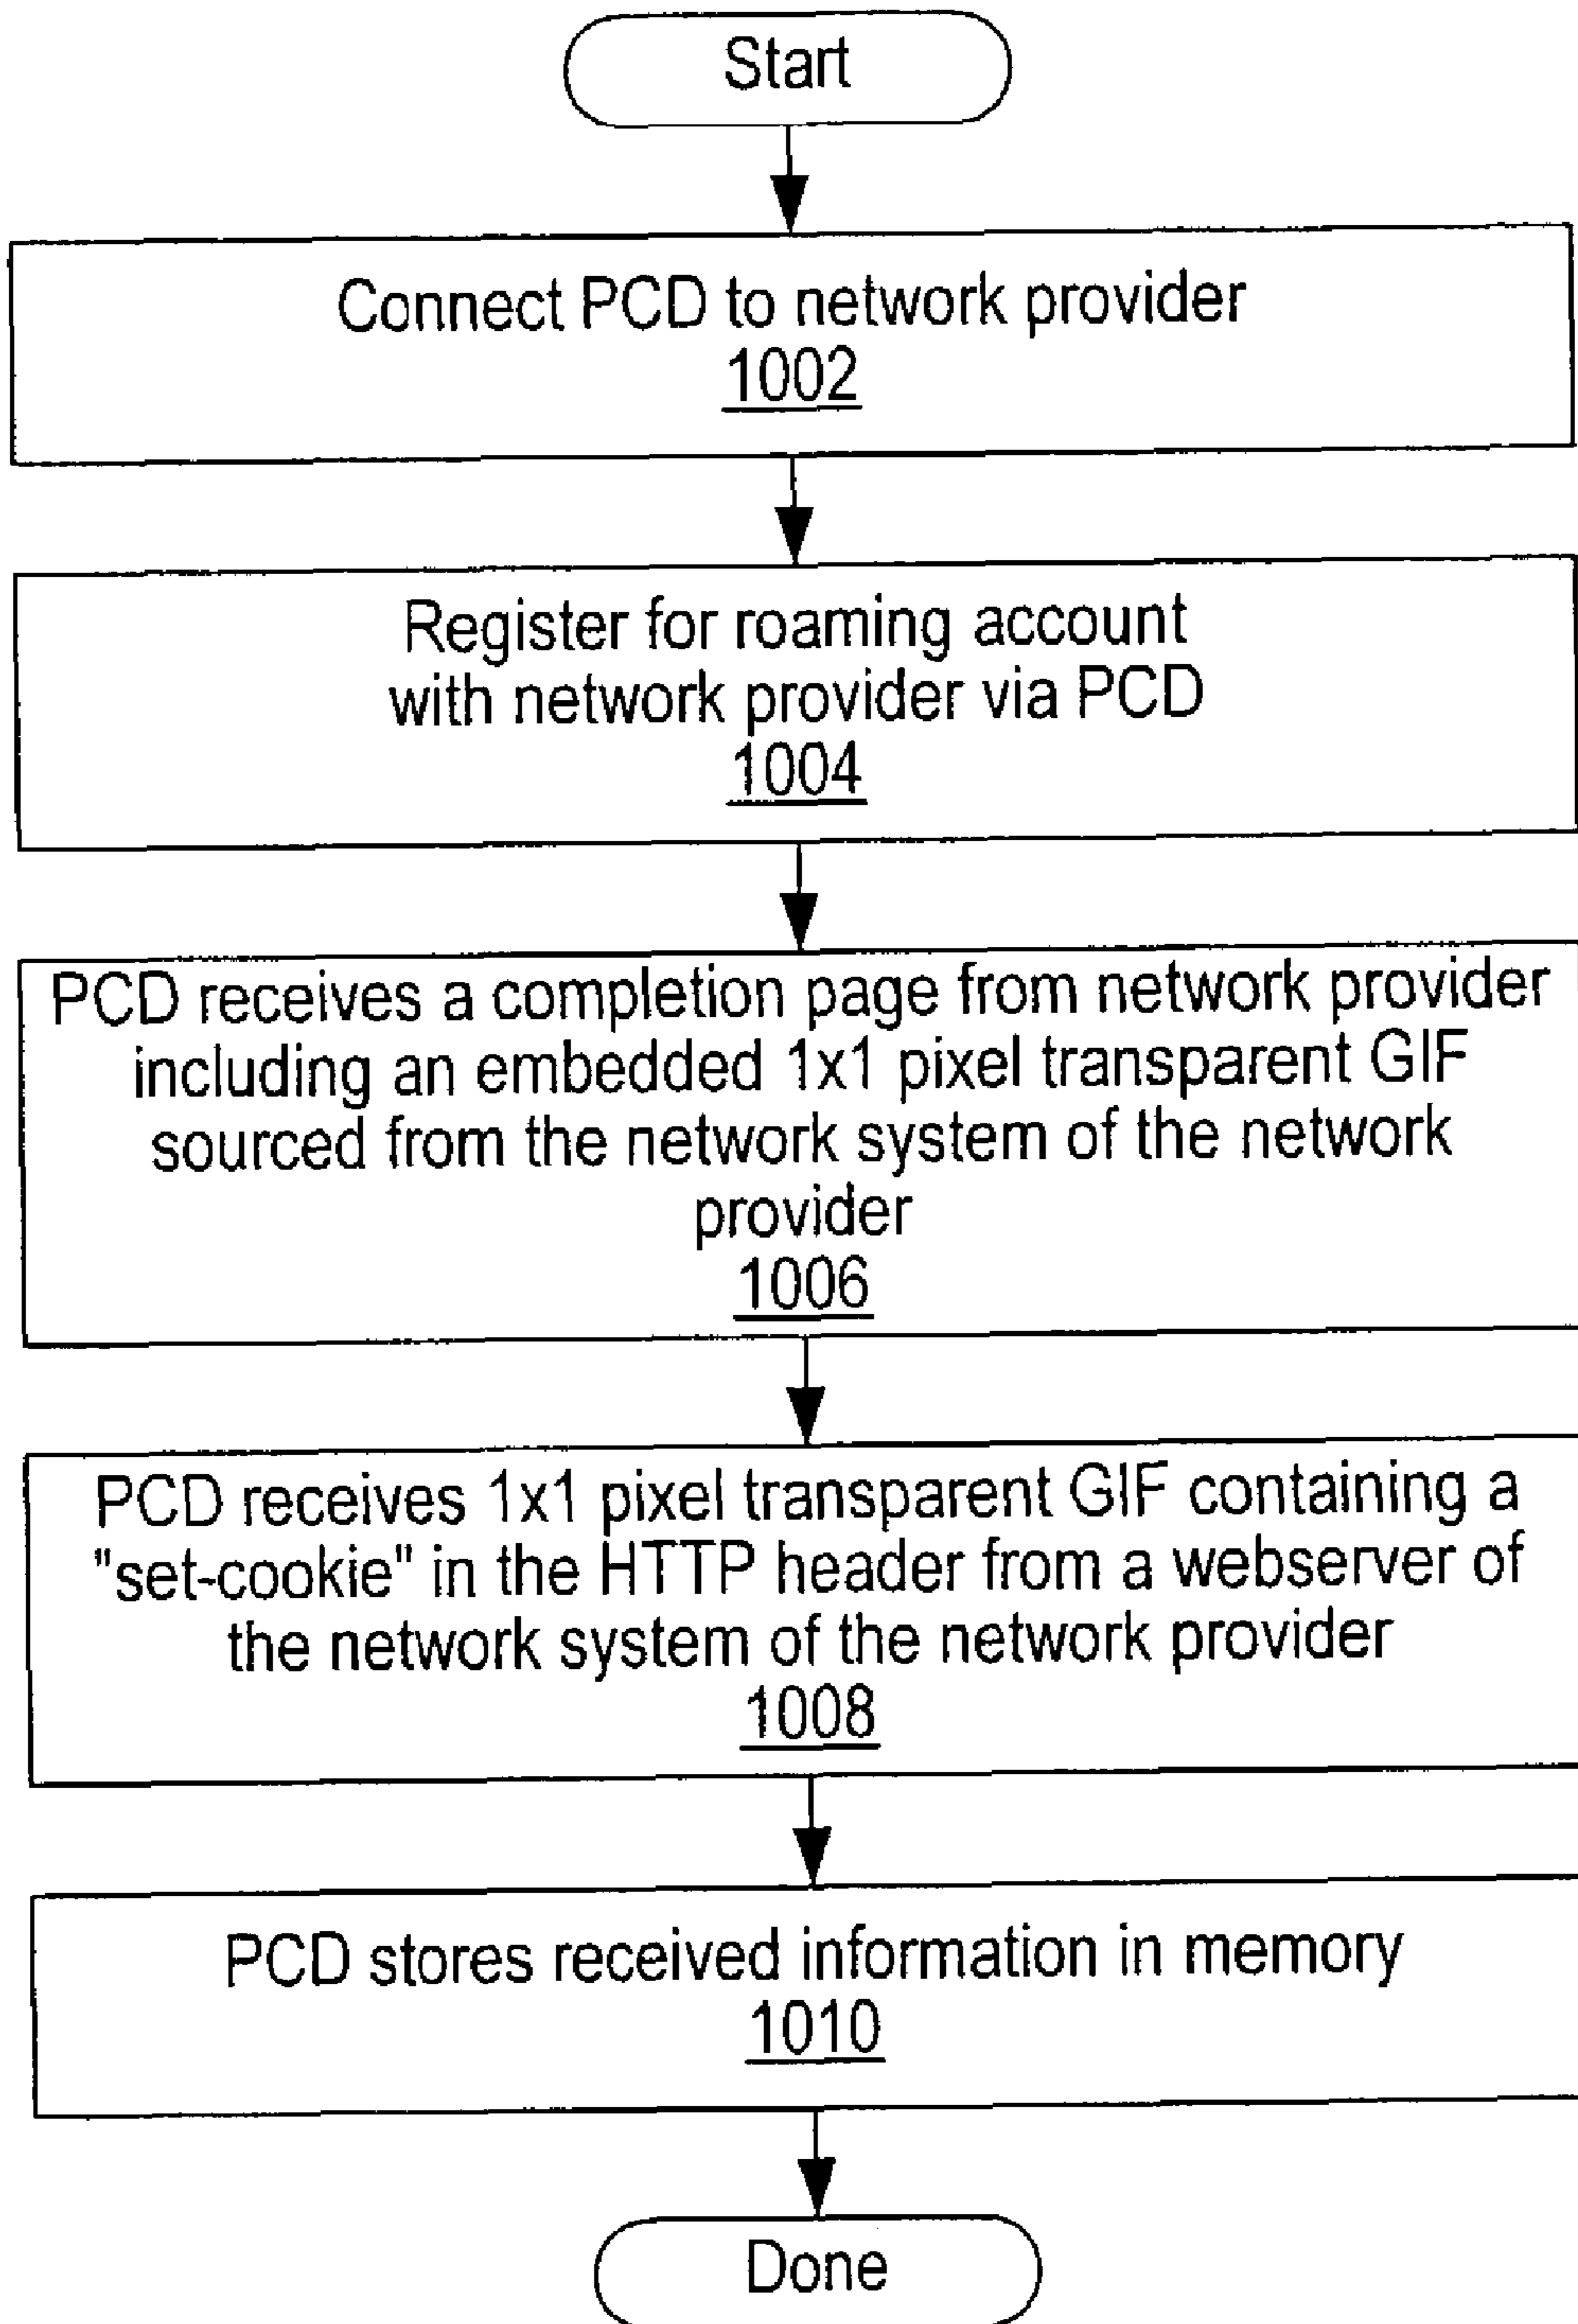 Start
Connect PCD to network provider
1002
Register for roaming account
with network provider via PCD
1004
PCD receives a completion page from network provider
including an embedded 1x1 pixel transparent GIF
sourced from the network system of the network
provider
1006
PCD receives 1x1 pixel transparent GIF containing a
"set-cookie" in the HTTP header from a webserver of
the network system of the network provider
1008
PCD stores received information in memory
1010
Done